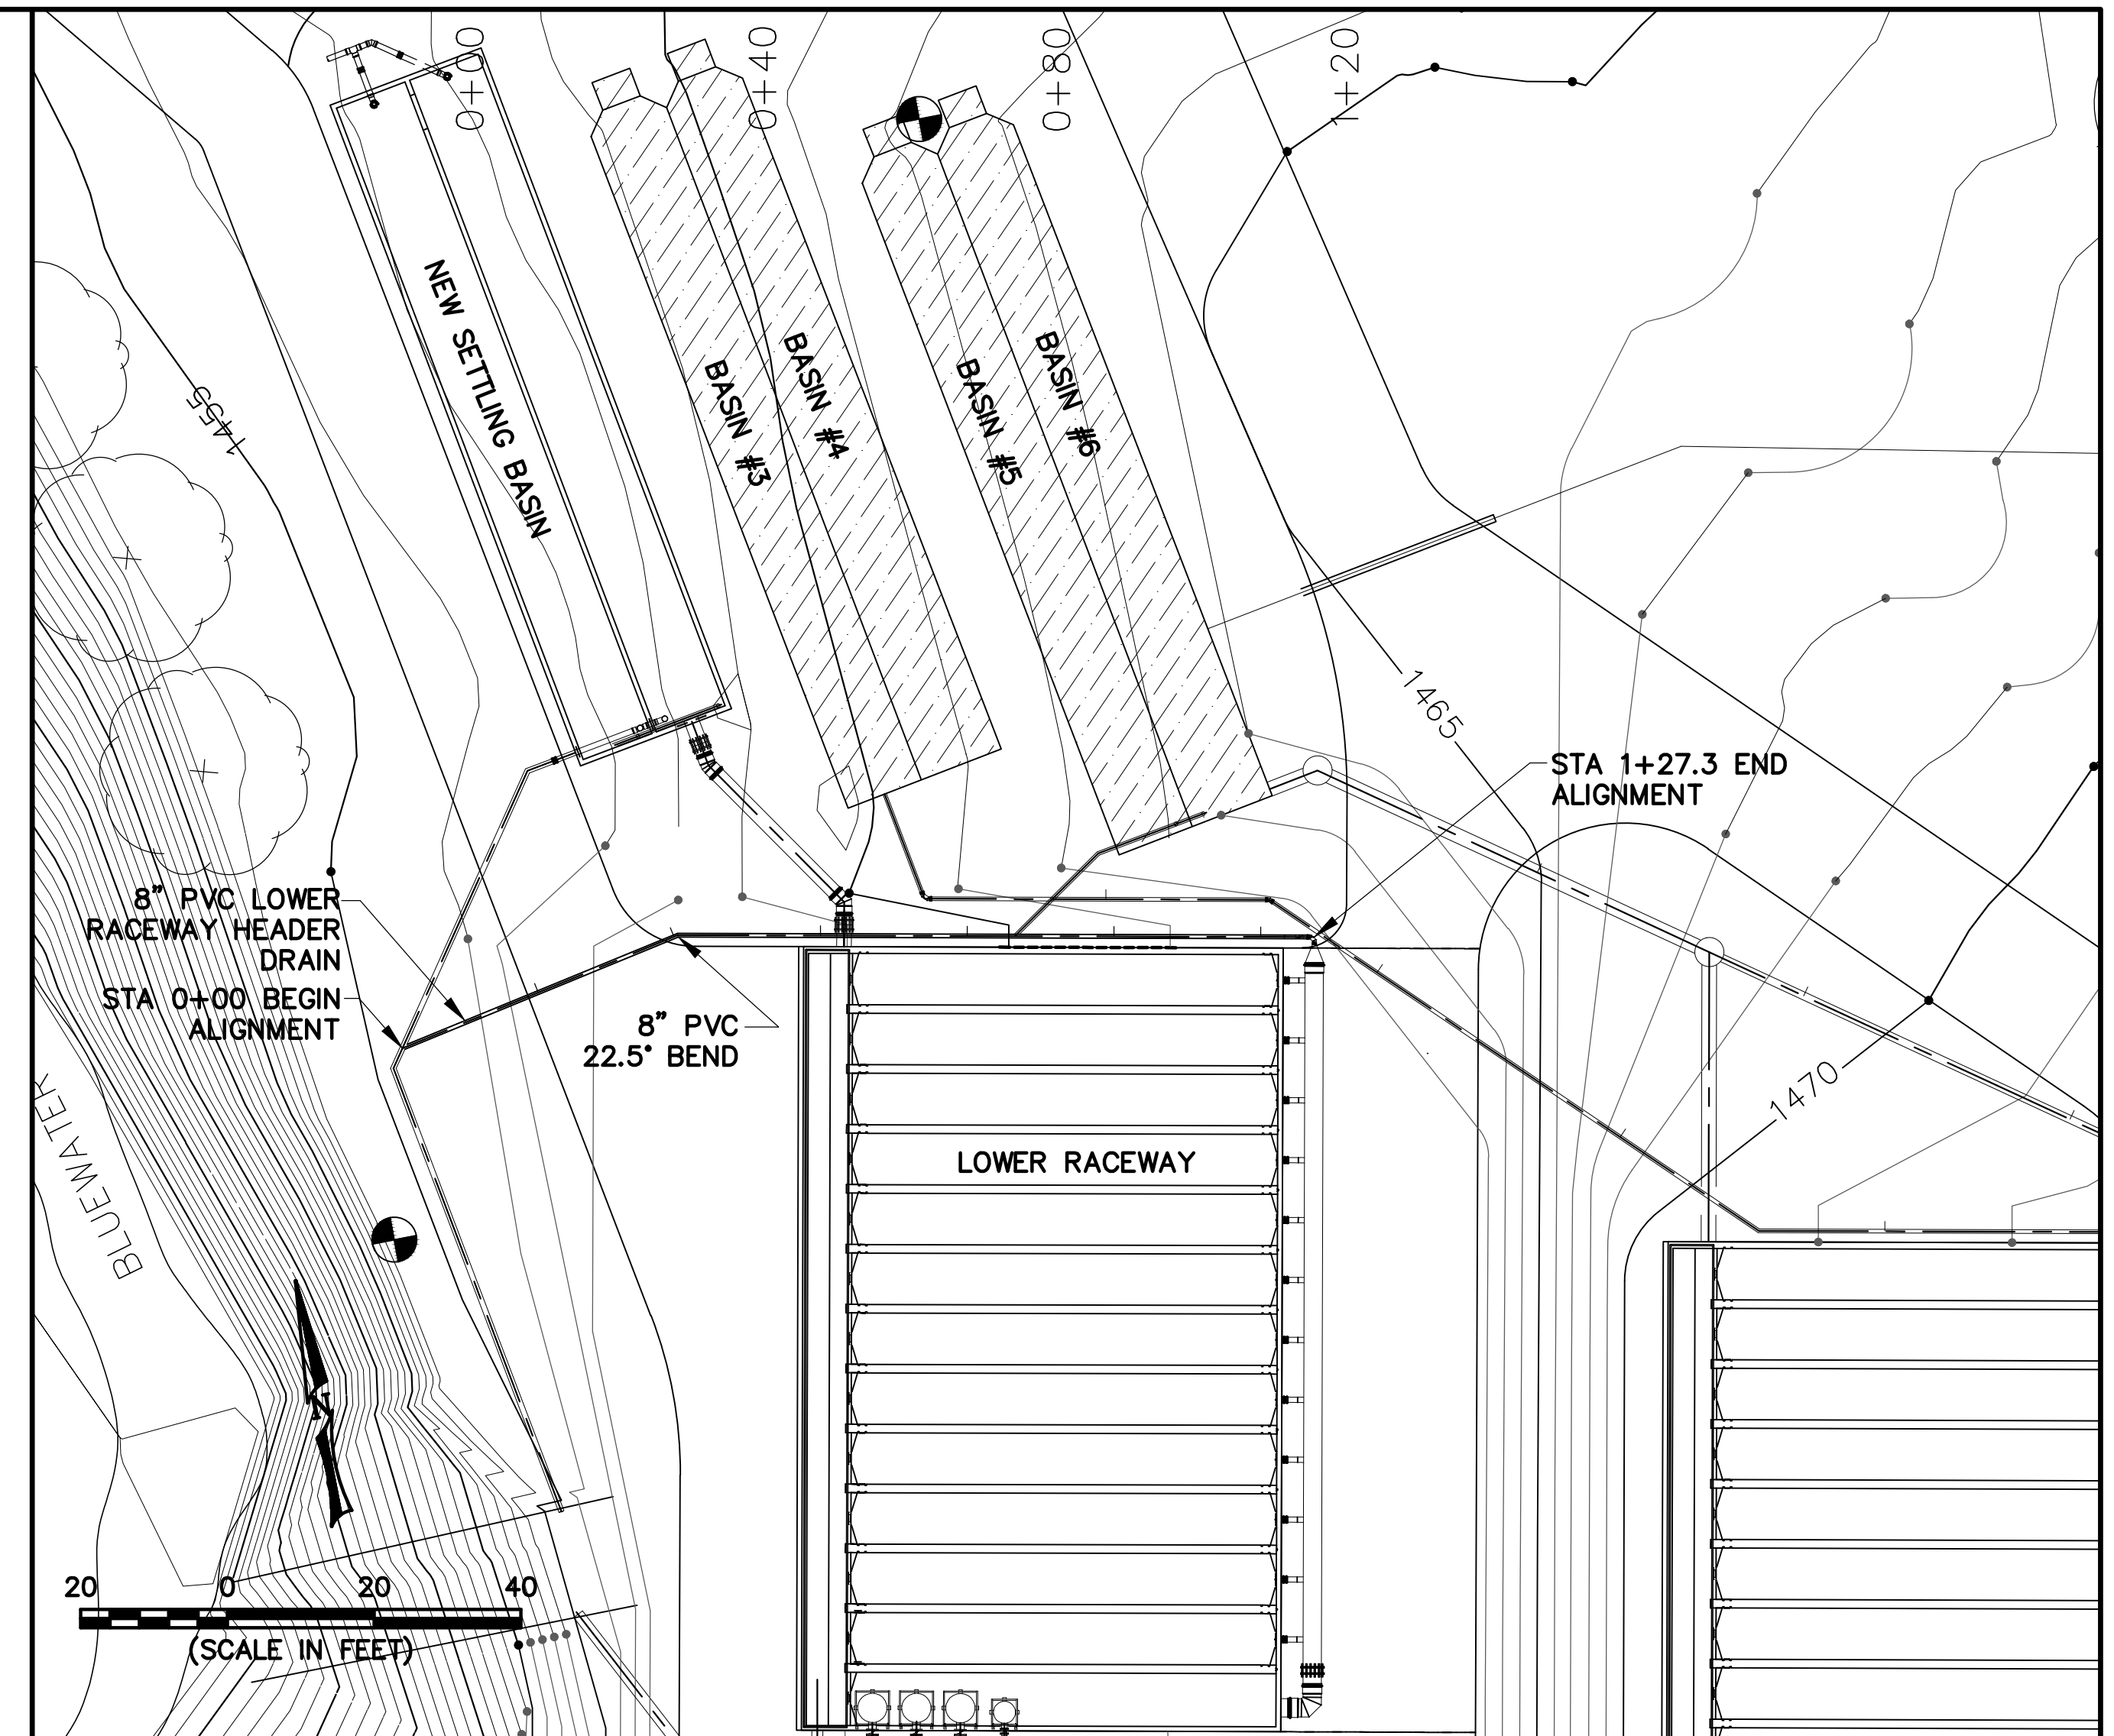 0+00
0+40
0+80
1+20
NEW SETTLING BASIN
BASIN #3
BASIN #4
BASIN #5
BASIN #6
1455
1465
STA 1+27.3 END
ALIGNMENT
8" PVC LOWER
RACEWAY HEADER
DRAIN
STA 0+00 BEGIN
ALIGNMENT
8" PVC
22.5° BEND
1470
LOWER RACEWAY
BLUEWATER
N
20 0 20 40
(SCALE IN FEET)